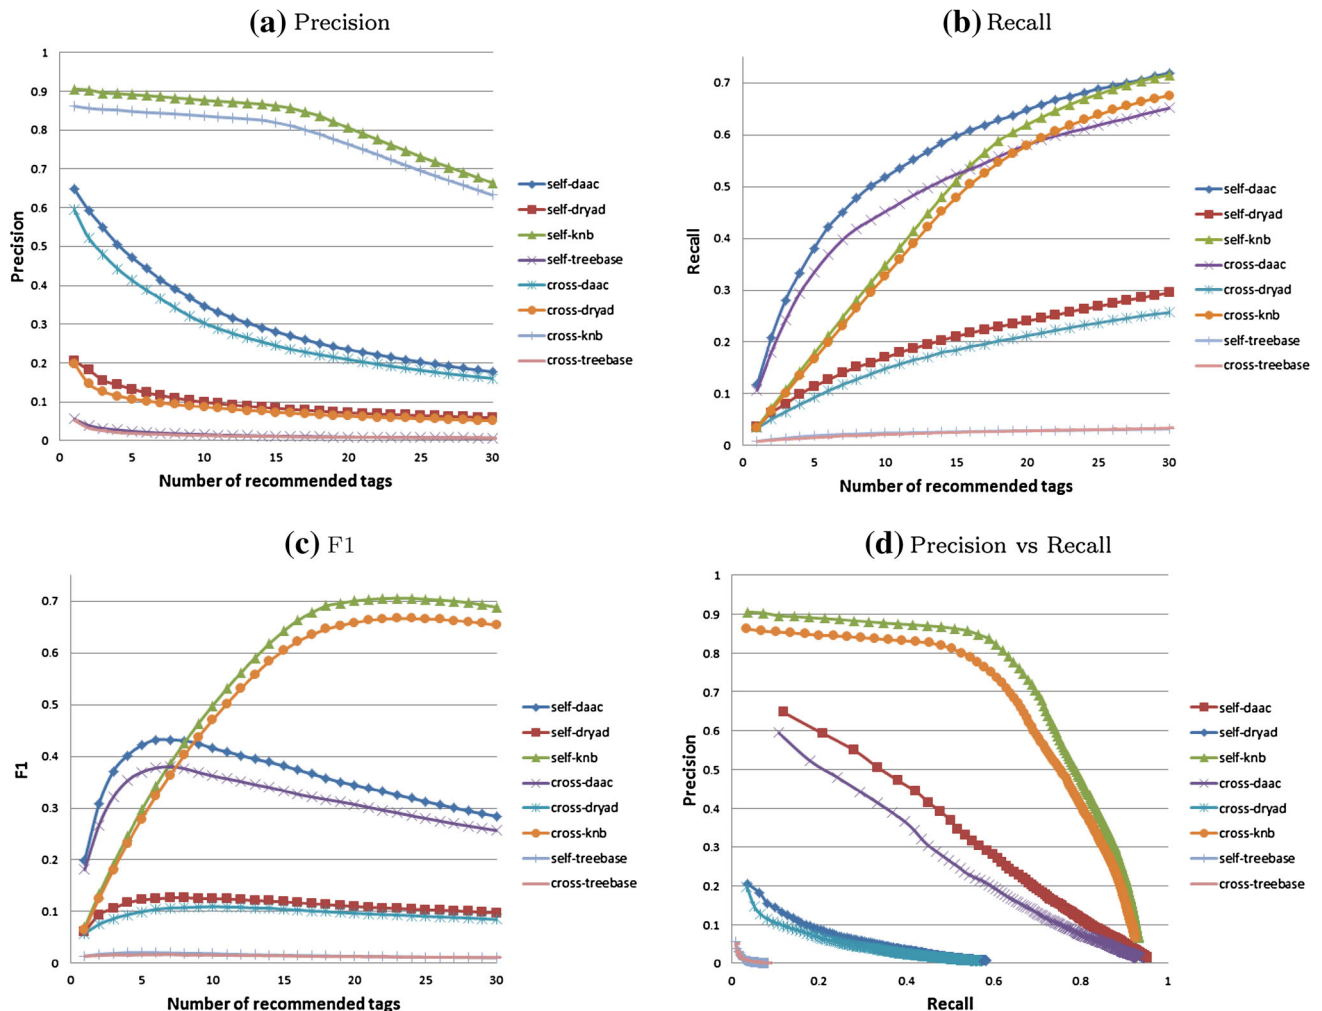 (a) Precision
1
0.9
0.8
0.7
0.6
0.5
0.4
0.3
0.2
0.1
0
Precision
0 5 10 15 20 25 30
Number of recommended tags
self-daac
self-dryad
self-knb
self-treebase
cross-daac
cross-dryad
cross-knb
cross-treebase
(b) Recall
0.7
0.6
0.5
0.4
0.3
0.2
0.1
0
Recall
0 5 10 15 20 25 30
Number of recommended tags
self-daac
self-dryad
self-knb
cross-daac
cross-dryad
cross-knb
self-treebase
cross-treebase
(c) F1
0.7
0.6
0.5
0.4
0.3
0.2
0.1
0
F1
0 5 10 15 20 25 30
Number of recommended tags
self-daac
self-dryad
self-knb
cross-daac
cross-dryad
cross-knb
self-treebase
cross-treebase
(d) Precision vs Recall
1
0.9
0.8
0.7
0.6
0.5
0.4
0.3
0.2
0.1
0
Precision
0 0.2 0.4 0.6 0.8 1
Recall
self-daac
self-dryad
self-knb
cross-daac
cross-dryad
cross-knb
self-treebase
cross-treebase